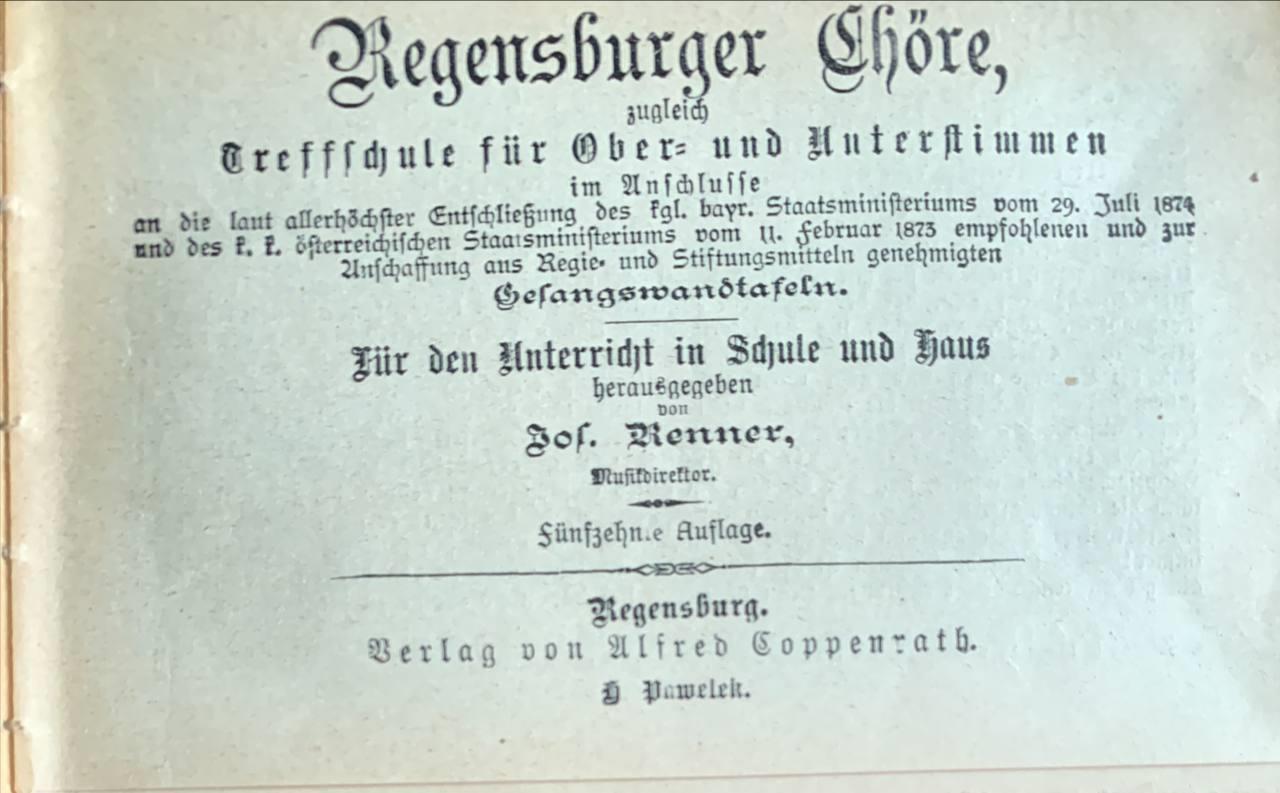 Regensburger Chöre,
zugleich
Treffschule für Ober- und Unterstimmen
im Anschlusse
an die laut allerhöchster Entschließung des kgl. bayr. Staatsministeriums vom 29. Juli 1874
und des k. k. österreichischen Staatsministeriums vom 11. Februar 1873 empfohlenen und zur
Anschaffung aus Regie- und Stiftungsmitteln genehmigten
Gesangswandtafeln.
Für den Unterricht in Schule und Haus
herausgegeben
von
Jos. Renner,
Musikdirektor.
Fünfzehnte Auflage.
Regensburg.
Verlag von Alfred Coppenrath.
H Pawelek.